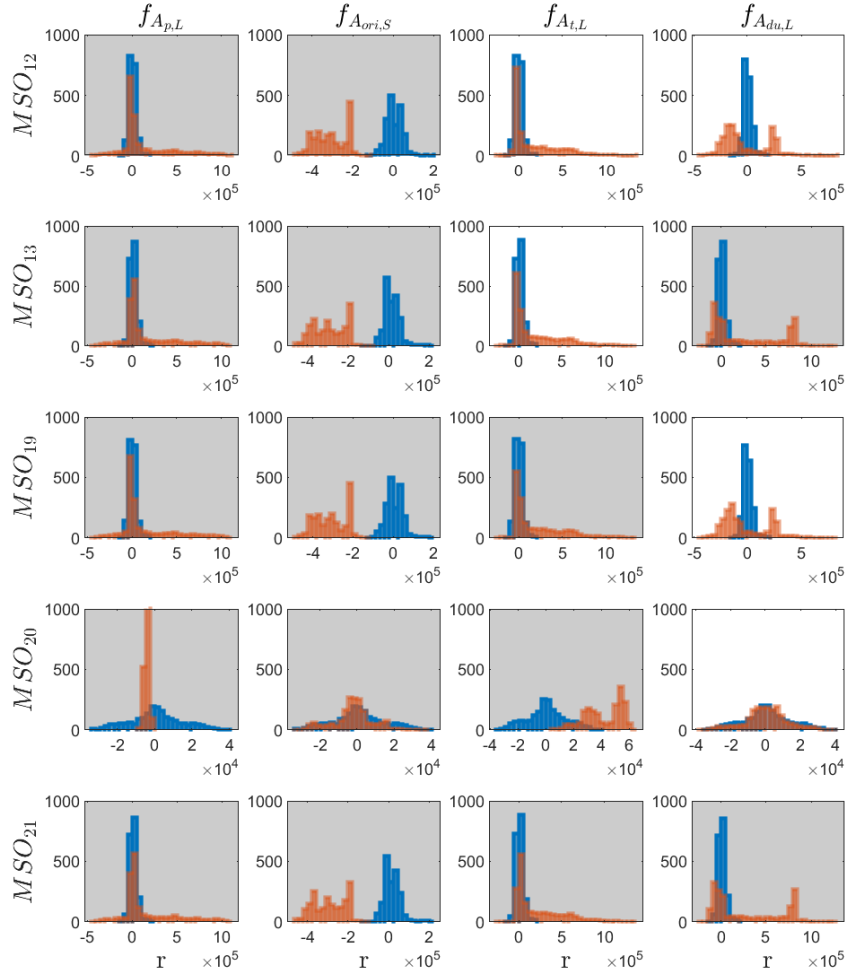 f_{A_{p,L}} f_{A_{ori,S}} f_{A_{t,L}} f_{A_{du,L}}
MSO_{12}
1000 1000 1000 1000
500 500 500 500
0 0 0 0
-5 0 5 10 -4 -2 0 2 0 5 10 -5 0 5
×10^5 ×10^5 ×10^5 ×10^5
MSO_{13}
1000 1000 1000 1000
500 500 500 500
0 0 0 0
-5 0 5 10 -4 -2 0 2 0 5 10 0 5 10
×10^5 ×10^5 ×10^5 ×10^5
MSO_{19}
1000 1000 1000 1000
500 500 500 500
0 0 0 0
-5 0 5 10 -4 -2 0 2 0 5 10 -5 0 5
×10^5 ×10^5 ×10^5 ×10^5
MSO_{20}
1000 1000 1000 1000
500 500 500 500
0 0 0 0
-2 0 2 4 -2 0 2 4 -4 -2 0 2 4 6 -4 -2 0 2 4
×10^4 ×10^4 ×10^4 ×10^4
MSO_{21}
1000 1000 1000 1000
500 500 500 500
0 0 0 0
-5 0 5 10 -4 -2 0 2 0 5 10 0 5 10
r ×10^5 r ×10^5 r ×10^5 r ×10^5